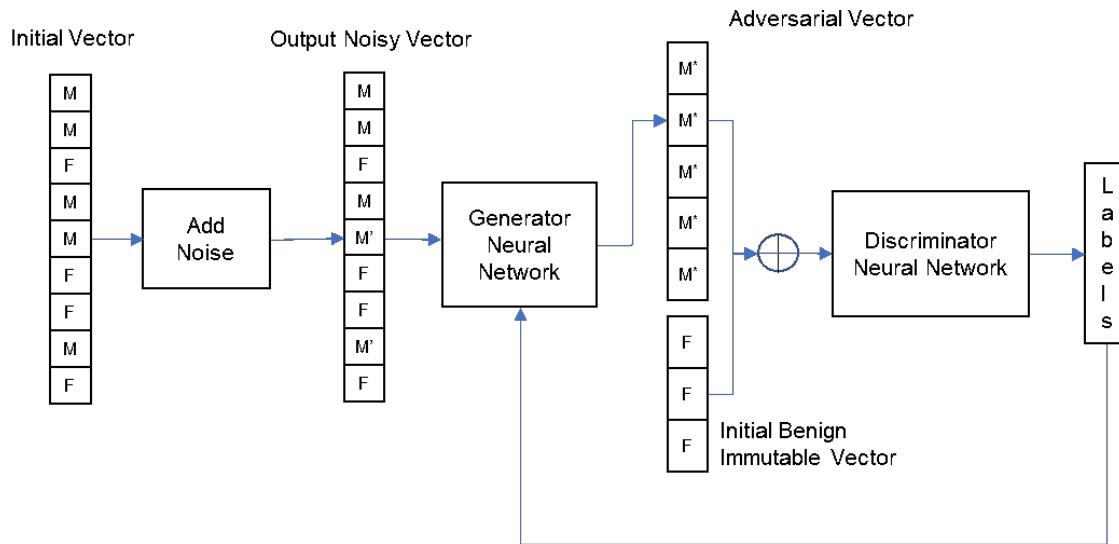 Initial Vector
M
M
F
M
M
F
F
M
F
Add
Noise
Output Noisy Vector
M
M
F
M
M'
F
F
M'
F
Generator
Neural
Network
Adversarial Vector
M*
M*
M*
M*
M*
F
F
F
Initial Benign
Immutable Vector
Discriminator
Neural Network
L
a
b
e
l
s